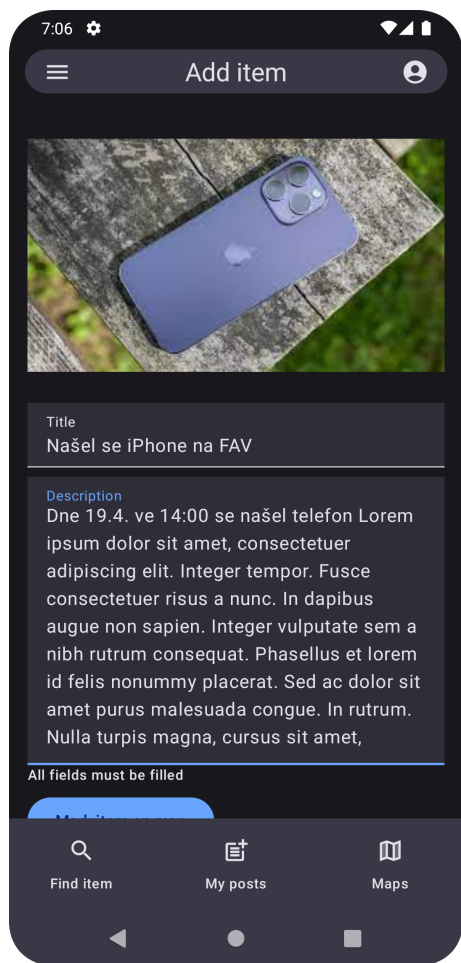 7:06
Add item
Title
Našel se iPhone na FAV
Description
Dne 19.4. ve 14:00 se našel telefon Lorem
ipsum dolor sit amet, consectetuer
adipiscing elit. Integer tempor. Fusce
consectetuer risus a nunc. In dapibus
augue non sapien. Integer vulputate sem a
nibh rutrum consequat. Phasellus et lorem
id felis nonummy placerat. Sed ac dolor sit
amet purus malesuada congue. In rutrum.
Nulla turpis magna, cursus sit amet,
All fields must be filled
Find item
My posts
Maps